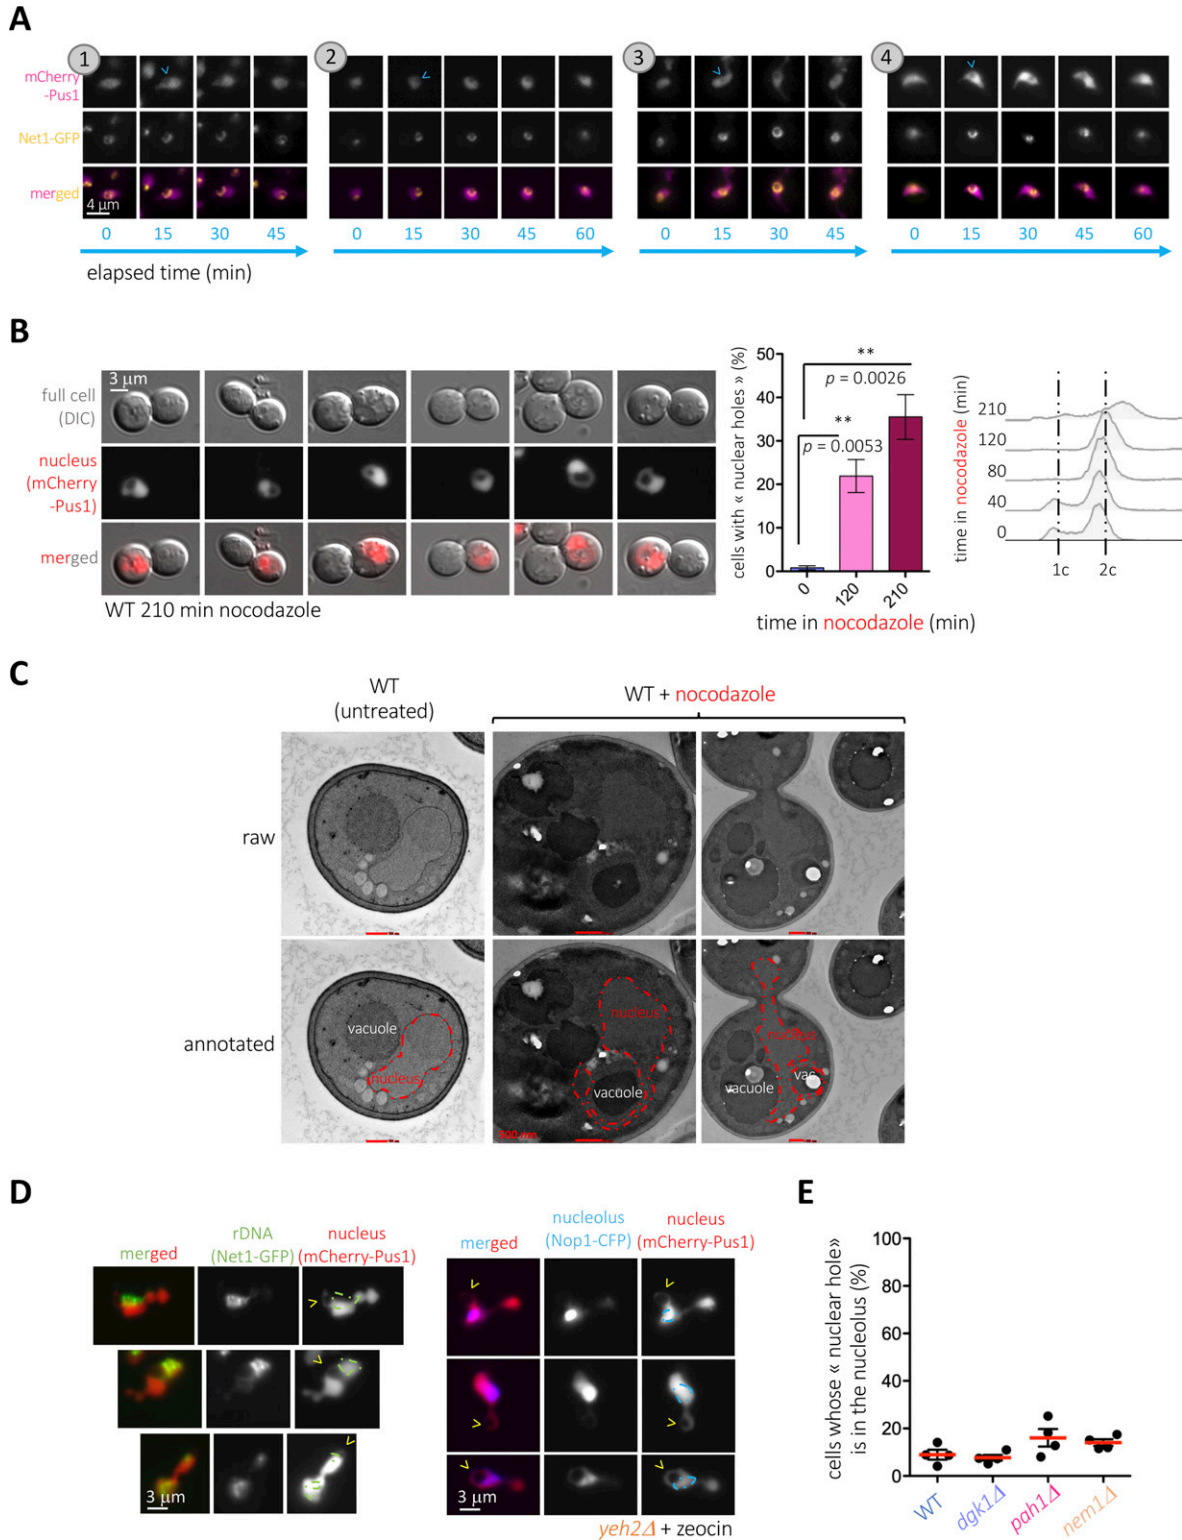 A
1
2
3
4
mCherry
-Pus1
Net1-GFP
merged
4 μm
0 15 30 45
0 15 30 45 60
0 15 30 45
0 15 30 45 60
elapsed time (min)
B
3 μm
full cell
(DIC)
nucleus
(mCherry
-Pus1)
merged
WT 210 min nocodazole
cells with « nuclear holes » (%)
50
40
30
20
10
0
**
p = 0.0026
**
p = 0.0053
0 120 210
time in nocodazole (min)
time in nocodazole (min)
210
120
80
40
0
1c 2c
C
WT
(untreated)
WT + nocodazole
raw
annotated
vacuole
nucleus
nucleus
vacuole
500 nm
nucleus
vacuole
vac.
D
merged
rDNA
(Net1-GFP)
nucleus
(mCherry-Pus1)
3 μm
merged
nucleolus
(Nop1-CFP)
nucleus
(mCherry-Pus1)
3 μm
yeh2Δ + zeocin
E
cells whose « nuclear hole»
is in the nucleolus (%)
100
80
60
40
20
0
WT
dgk1Δ
pah1Δ
nem1Δ